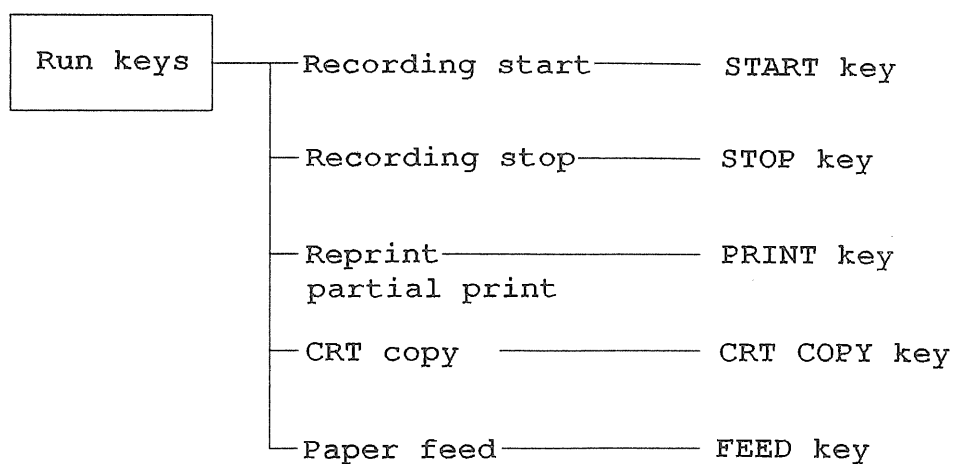 Run keys
Recording start START key
Recording stop STOP key
Reprint PRINT key
partial print
CRT copy CRT COPY key
Paper feed FEED key